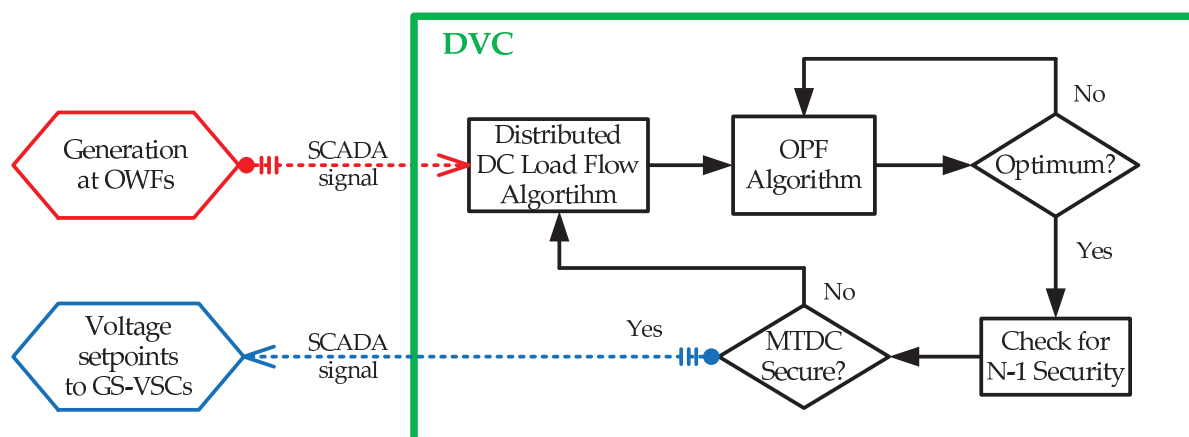 DVC
Generation
at OWFs
SCADA
signal
Distributed
DC Load Flow
Algortihm
OPF
Algorithm
No
Optimum?
Yes
Check for
N-1 Security
MTDC
Secure?
No
Yes
SCADA
signal
Voltage
setpoints
to GS-VSCs